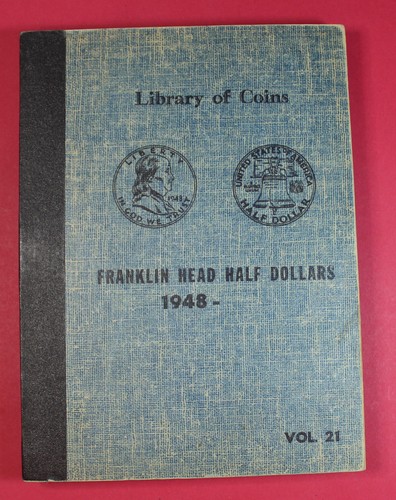 Library of Coins
LIBERTY
1948
IN GOD WE TRUST
UNITED STATES OF AMERICA
HALF DOLLAR
FRANKLIN HEAD HALF DOLLARS
1948-
VOL. 21